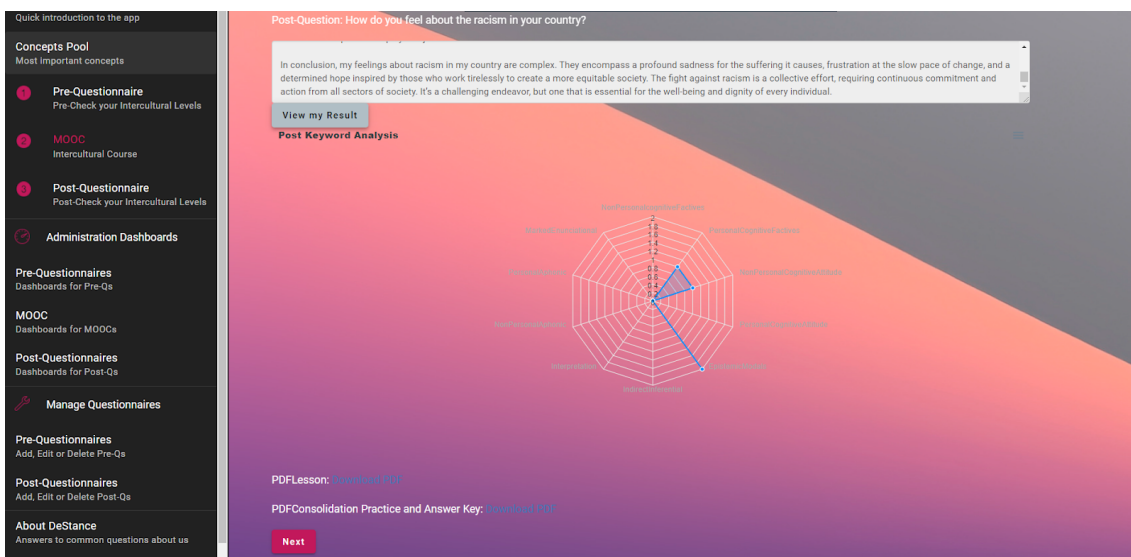 Quick introduction to the app
Concepts Pool
Most important concepts
1
Pre-Questionnaire
Pre-Check your Intercultural Levels
2
MOOC
Intercultural Course
3
Post-Questionnaire
Post-Check your Intercultural Levels
Administration Dashboards
Pre-Questionnaires
Dashboards for Pre-Qs
MOOC
Dashboards for MOOCs
Post-Questionnaires
Dashboards for Post-Qs
Manage Questionnaires
Pre-Questionnaires
Add, Edit or Delete Pre-Qs
Post-Questionnaires
Add, Edit or Delete Post-Qs
About DeStance
Answers to common questions about us
Post-Question: How do you feel about the racism in your country?
In conclusion, my feelings about racism in my country are complex. They encompass a profound sadness for the suffering it causes, frustration at the slow pace of change, and a
determined hope inspired by those who work tirelessly to create a more equitable society. The fight against racism is a collective effort, requiring continuous commitment and
action from all sectors of society. It's a challenging endeavor, but one that is essential for the well-being and dignity of every individual.
View my Result
Post Keyword Analysis
2
1.8
1.6
1.4
1.2
1
0.8
0.6
0.4
0.2
Interpretation
PDFLesson: Download PDF
PDFConsolidation Practice and Answer Key: Download PDF
Next